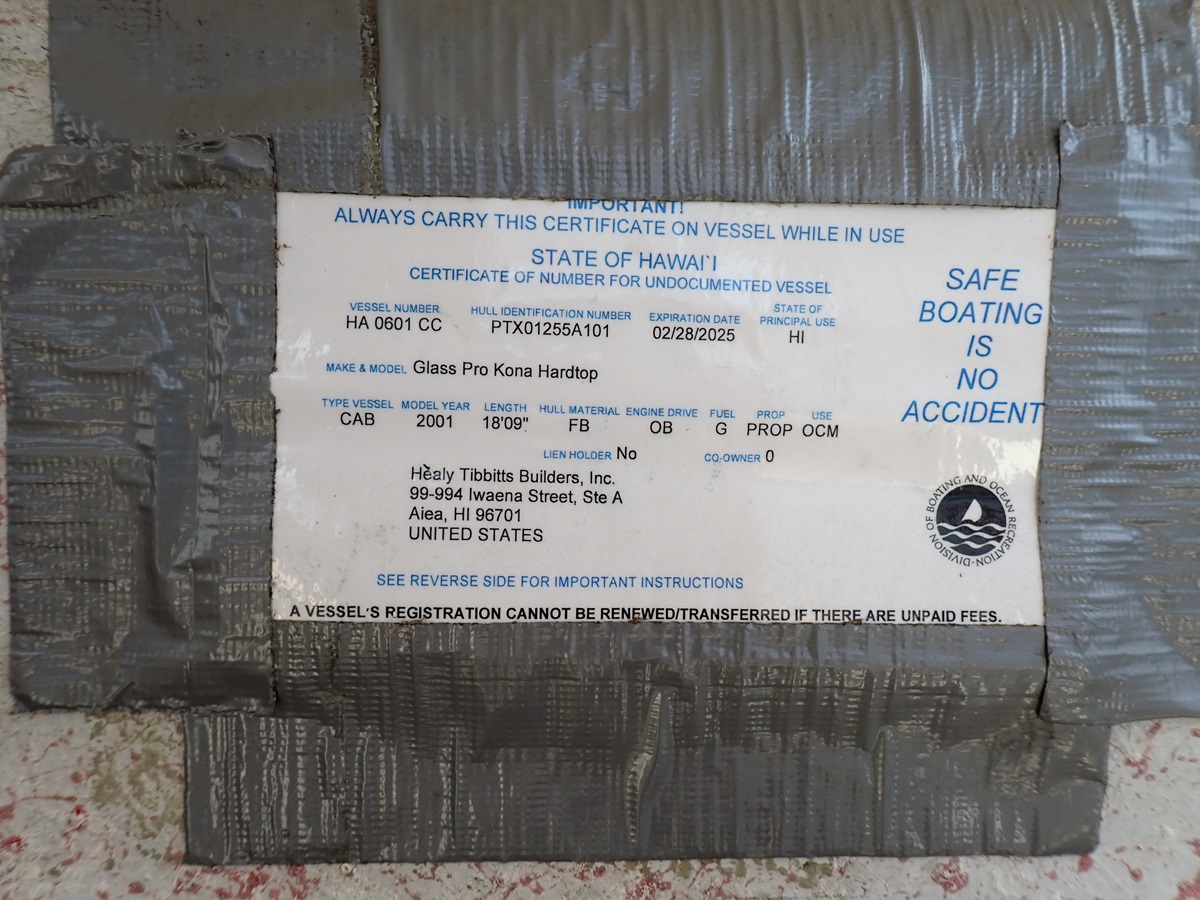 IMPORTANT!
ALWAYS CARRY THIS CERTIFICATE ON VESSEL WHILE IN USE
STATE OF HAWAI`I
CERTIFICATE OF NUMBER FOR UNDOCUMENTED VESSEL
SAFE
BOATING
IS
NO
ACCIDENT
VESSEL NUMBER HULL IDENTIFICATION NUMBER EXPIRATION DATE STATE OF PRINCIPAL USE
HA 0601 CC PTX01255A101 02/28/2025 HI
MAKE & MODEL Glass Pro Kona Hardtop
TYPE VESSEL MODEL YEAR LENGTH HULL MATERIAL ENGINE DRIVE FUEL PROP USE
CAB 2001 18'09" FB OB G PROP OCM
LIEN HOLDER No CO-OWNER 0
Healy Tibbitts Builders, Inc.
99-994 Iwaena Street, Ste A
Aiea, HI 96701
UNITED STATES
DIVISION OF BOATING AND OCEAN RECREATION
SEE REVERSE SIDE FOR IMPORTANT INSTRUCTIONS
A VESSEL'S REGISTRATION CANNOT BE RENEWED/TRANSFERRED IF THERE ARE UNPAID FEES.